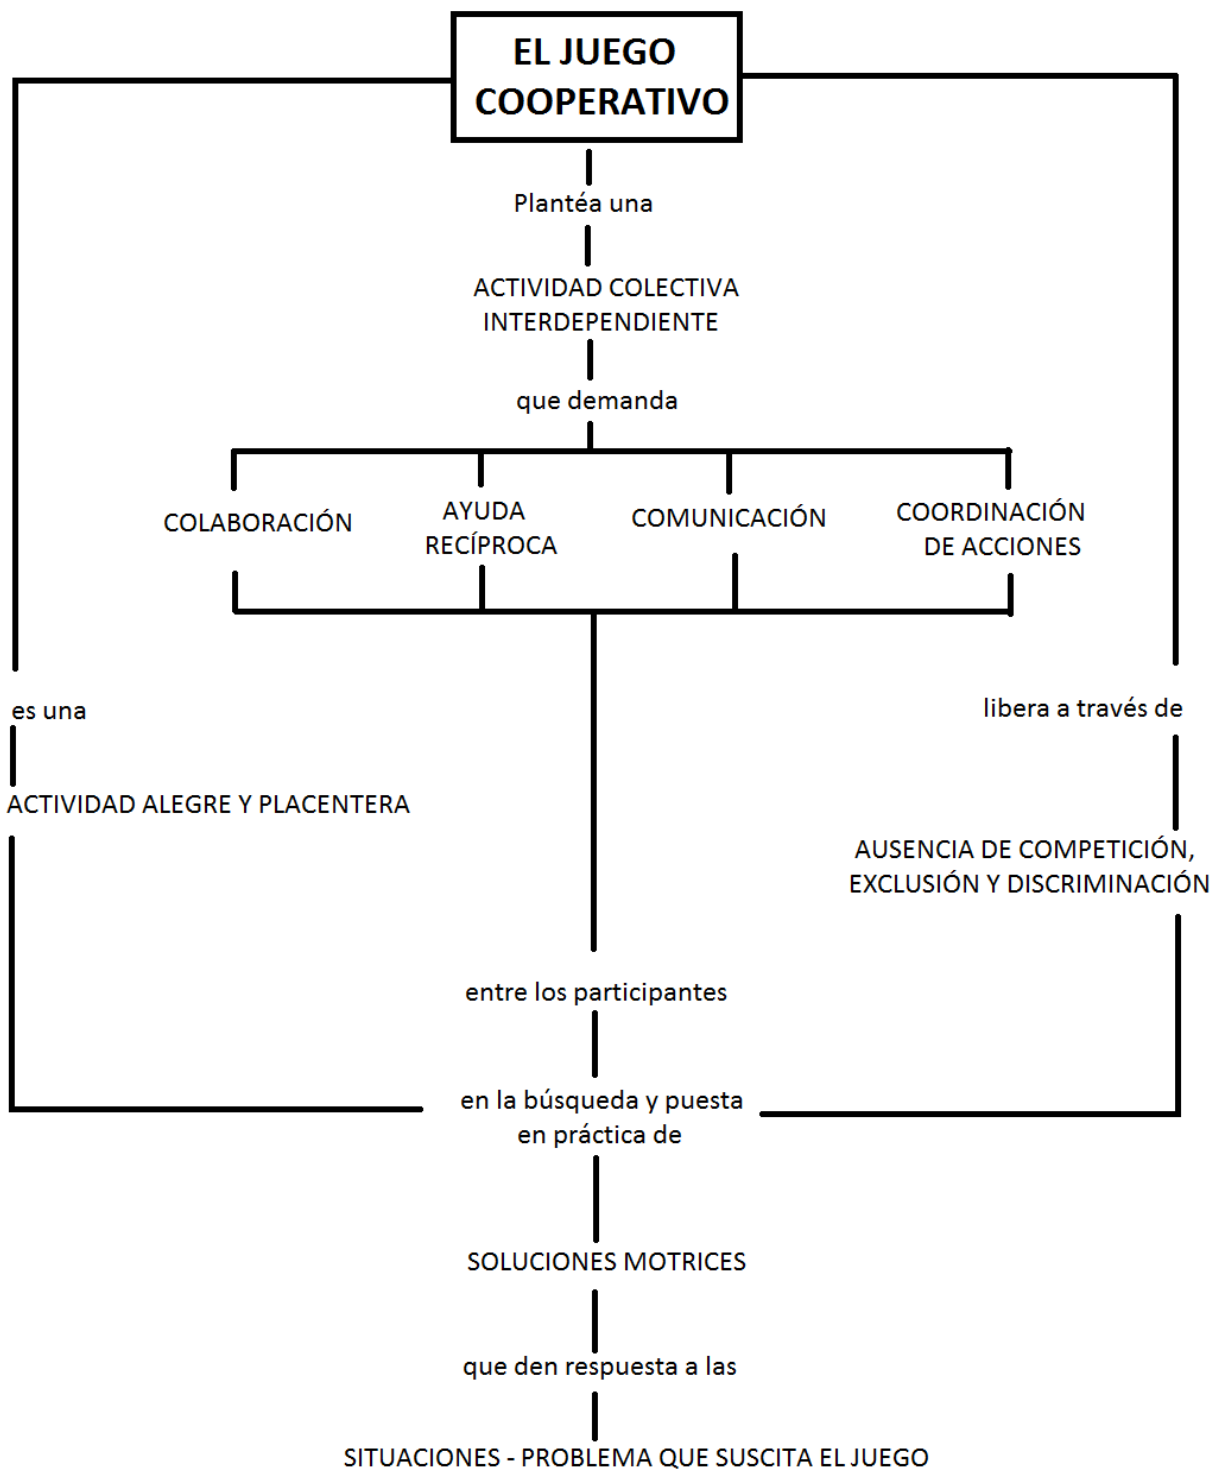 EL JUEGO
COOPERATIVO
Plantéa una
ACTIVIDAD COLECTIVA
INTERDEPENDIENTE
que demanda
COLABORACIÓN
AYUDA
RECÍPROCA
COMUNICACIÓN
COORDINACIÓN
DE ACCIONES
es una
libera a través de
ACTIVIDAD ALEGRE Y PLACENTERA
AUSENCIA DE COMPETICIÓN,
EXCLUSIÓN Y DISCRIMINACIÓN
entre los participantes
en la búsqueda y puesta
en práctica de
SOLUCIONES MOTRICES
que den respuesta a las
SITUACIONES - PROBLEMA QUE SUSCITA EL JUEGO